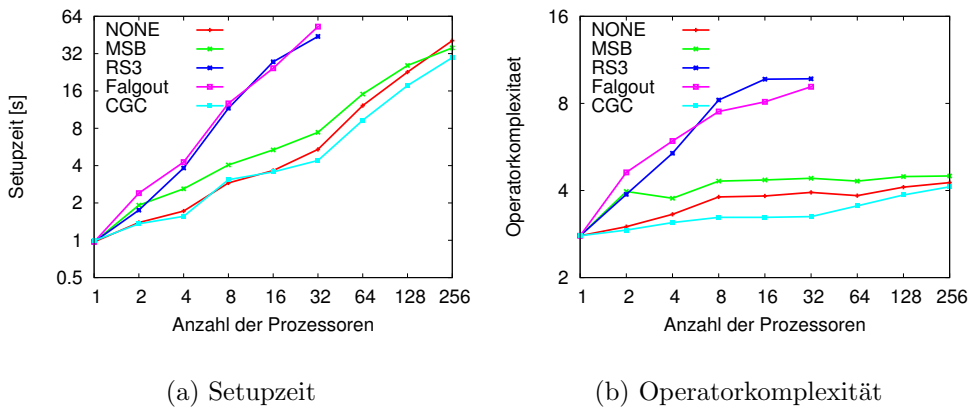 64
32
16
8
4
2
1
0.5
Setupzeit [s]
NONE
MSB
RS3
Falgout
CGC
1 2 4 8 16 32 64 128 256
Anzahl der Prozessoren
(a) Setupzeit
16
8
4
2
Operatorkomplexitaet
NONE
MSB
RS3
Falgout
CGC
1 2 4 8 16 32 64 128 256
Anzahl der Prozessoren
(b) Operatorkomplexität